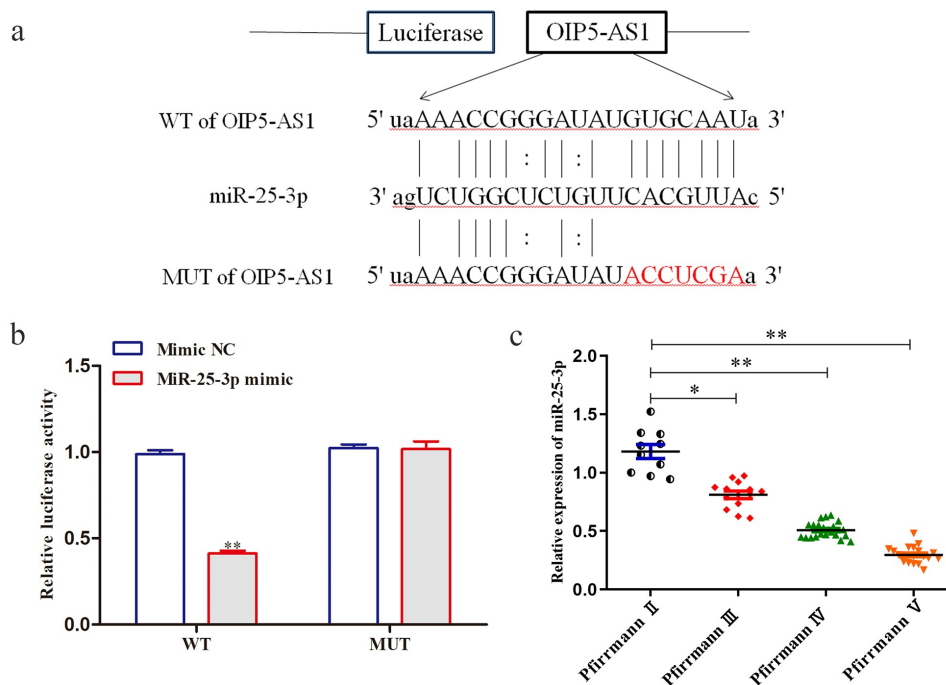 a
Luciferase OIP5-AS1
WT of OIP5-AS1 5' uaAAACCGGGAUAUGUGCAAUa 3'
miR-25-3p 3' agUCUGGCUCUGUUCACGUUAc 5'
MUT of OIP5-AS1 5' uaAAACCGGGAUAUACCUCGAa 3'
b
Mimic NC
MiR-25-3p mimic
Relative luciferase activity
1.5
1.0
0.5
0.0
**
WT MUT
c
Relative expression of miR-25-3p
2.0
1.5
1.0
0.5
0.0
**
**
*
Pfirrmann II
Pfirrmann III
Pfirrmann IV
Pfirrmann V